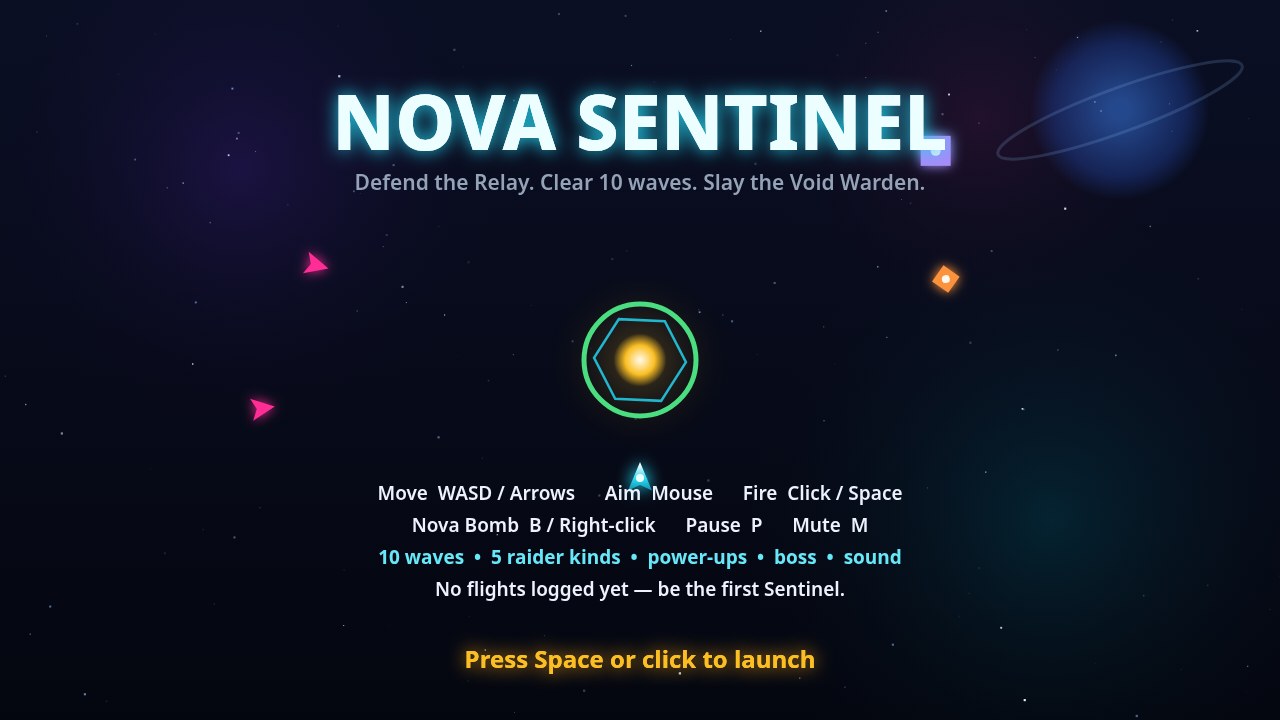 NOVA SENTINEL
Defend the Relay. Clear 10 waves. Slay the Void Warden.
Move WASD / Arrows Aim Mouse Fire Click / Space
Nova Bomb B / Right-click Pause P Mute M
10 waves • 5 raider kinds • power-ups • boss • sound
No flights logged yet — be the first Sentinel.
Press Space or click to launch